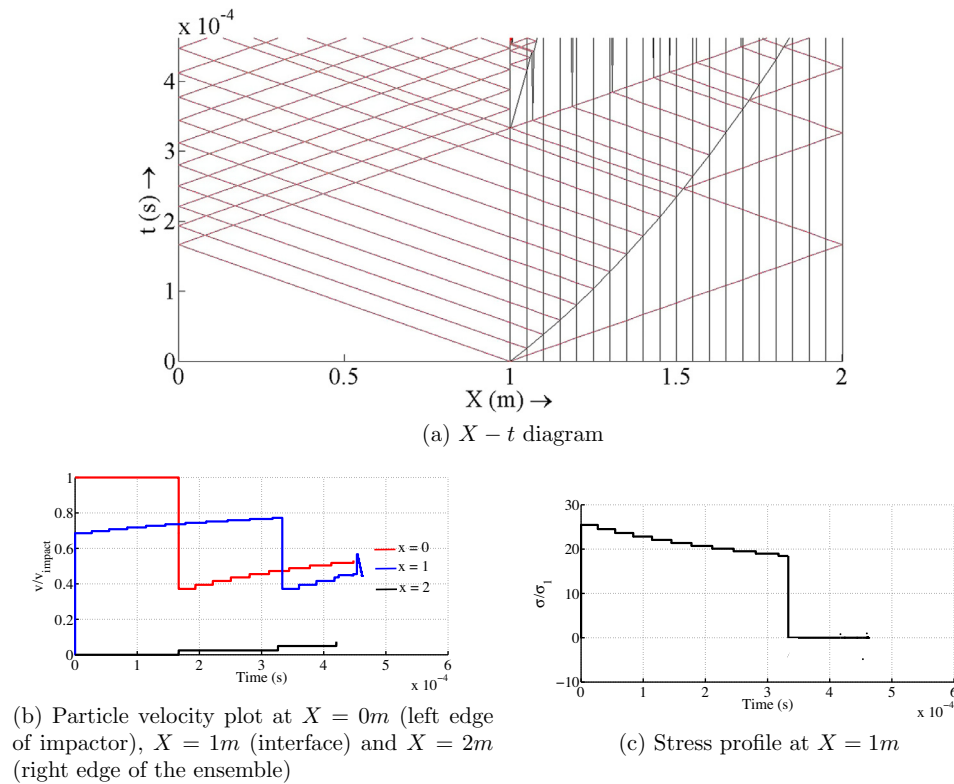 x 10⁻⁴
4
3
2
1
0
t (s) →
0
0.5
1
1.5
2
X (m) →
(a) X − t diagram
1
0.8
0.6
0.4
0.2
0
v/v_impact
x = 0
x = 1
x = 2
0
1
2
3
4
5
6
Time (s)
x 10⁻⁴
(b) Particle velocity plot at X = 0m (left edge
of impactor), X = 1m (interface) and X = 2m
(right edge of the ensemble)
30
20
10
0
−10
σ/σ₁
0
1
2
3
4
5
6
Time (s)
x 10⁻⁴
(c) Stress profile at X = 1m